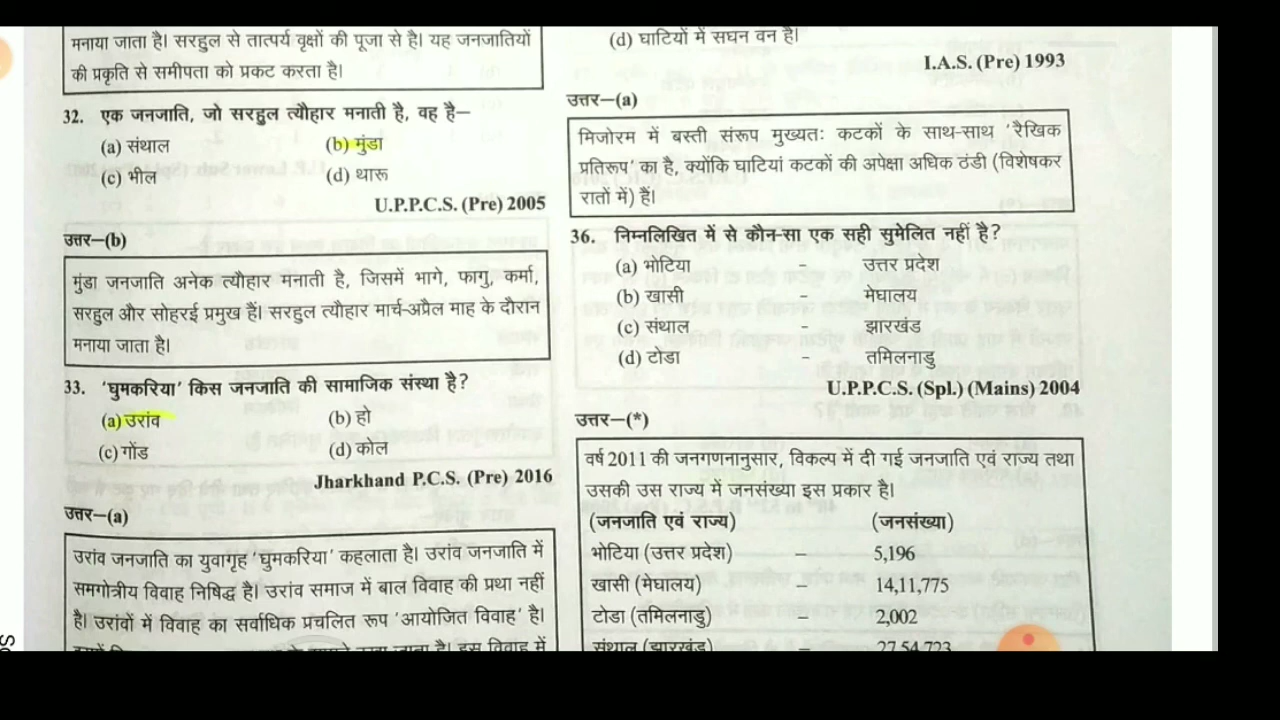 मनाया जाता है। सरहुल से तात्पर्य वृक्षों की पूजा से है। यह जनजातियों
की प्रकृति से समीपता को प्रकट करता है।
32. एक जनजाति, जो सरहुल त्यौहार मनाती है, वह है–
(a) संथाल (b) मुंडा
(c) भील (d) थारू
U.P.P.C.S. (Pre) 2005
उत्तर–(b)
मुंडा जनजाति अनेक त्यौहार मनाती है, जिसमें भागे, फागु, कर्मा,
सरहुल और सोहरई प्रमुख हैं। सरहुल त्यौहार मार्च-अप्रैल माह के दौरान
मनाया जाता है।
33. 'घुमकरिया' किस जनजाति की सामाजिक संस्था है?
(a) उरांव (b) हो
(c) गोंड (d) कोल
Jharkhand P.C.S. (Pre) 2016
उत्तर–(a)
उरांव जनजाति का युवागृह 'घुमकरिया' कहलाता है। उरांव जनजाति में
समगोत्रीय विवाह निषिद्ध है। उरांव समाज में बाल विवाह की प्रथा नहीं
है। उरांवों में विवाह का सर्वाधिक प्रचलित रूप 'आयोजित विवाह' है।
जाता है। इस विवाह में
(d) घाटियों में सघन वन है।
I.A.S. (Pre) 1993
उत्तर–(a)
मिजोरम में बस्ती संरूप मुख्यतः कटकों के साथ-साथ 'रैखिक
प्रतिरूप' का है, क्योंकि घाटियां कटकों की अपेक्षा अधिक ठंडी (विशेषकर
रातों में) हैं।
36. निम्नलिखित में से कौन-सा एक सही सुमेलित नहीं है?
(a) भोटिया - उत्तर प्रदेश
(b) खासी - मेघालय
(c) संथाल - झारखंड
(d) टोडा - तमिलनाडु
U.P.P.C.S. (Spl.) (Mains) 2004
उत्तर–(*)
वर्ष 2011 की जनगणनानुसार, विकल्प में दी गई जनजाति एवं राज्य तथा
उसकी उस राज्य में जनसंख्या इस प्रकार है।
(जनजाति एवं राज्य) (जनसंख्या)
भोटिया (उत्तर प्रदेश) – 5,196
खासी (मेघालय) – 14,11,775
टोडा (तमिलनाडु) – 2,002
संथाल (झारखंड) – 27,54,723